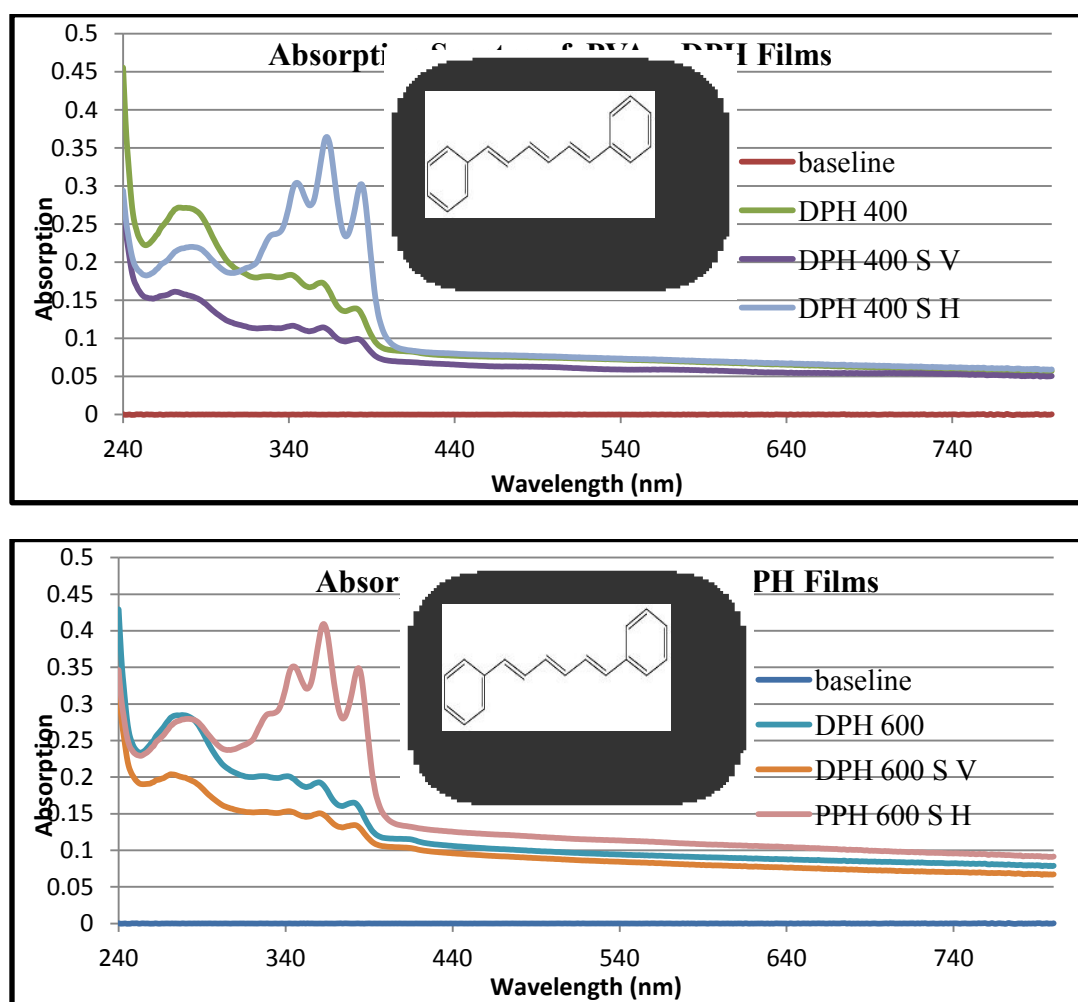 Absorpti
DPH Films
0.5
0.45
0.4
0.35
0.3
0.25
0.2
0.15
0.1
0.05
0
Absorption
baseline
DPH 400
DPH 400 S V
DPH 400 S H
240 340 440 540 640 740
Wavelength (nm)
Absorp
PH Films
0.5
0.45
0.4
0.35
0.3
0.25
0.2
0.15
0.1
0.05
0
Absorption
baseline
DPH 600
DPH 600 S V
PPH 600 S H
240 340 440 540 640 740
Wavelength (nm)